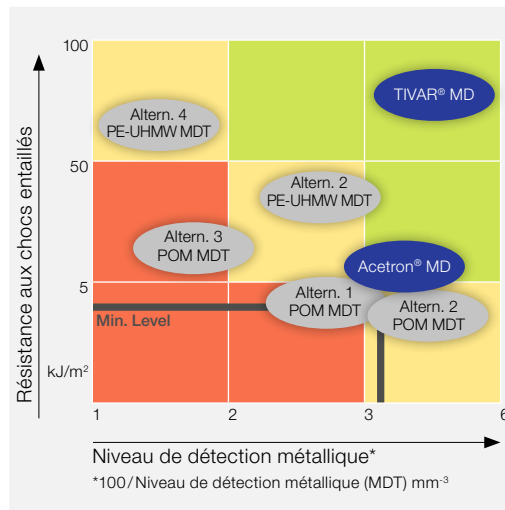 Résistance aux chocs entaillés
100
50
5
kJ/m²
TIVAR® MD
Altern. 4
PE-UHMW MDT
Altern. 2
PE-UHMW MDT
Altern. 3
POM MDT
Acetron® MD
Altern. 1
POM MDT
Altern. 2
POM MDT
Min. Level
1
2
3
6
Niveau de détection métallique*
*100/Niveau de détection métallique (MDT) mm⁻³